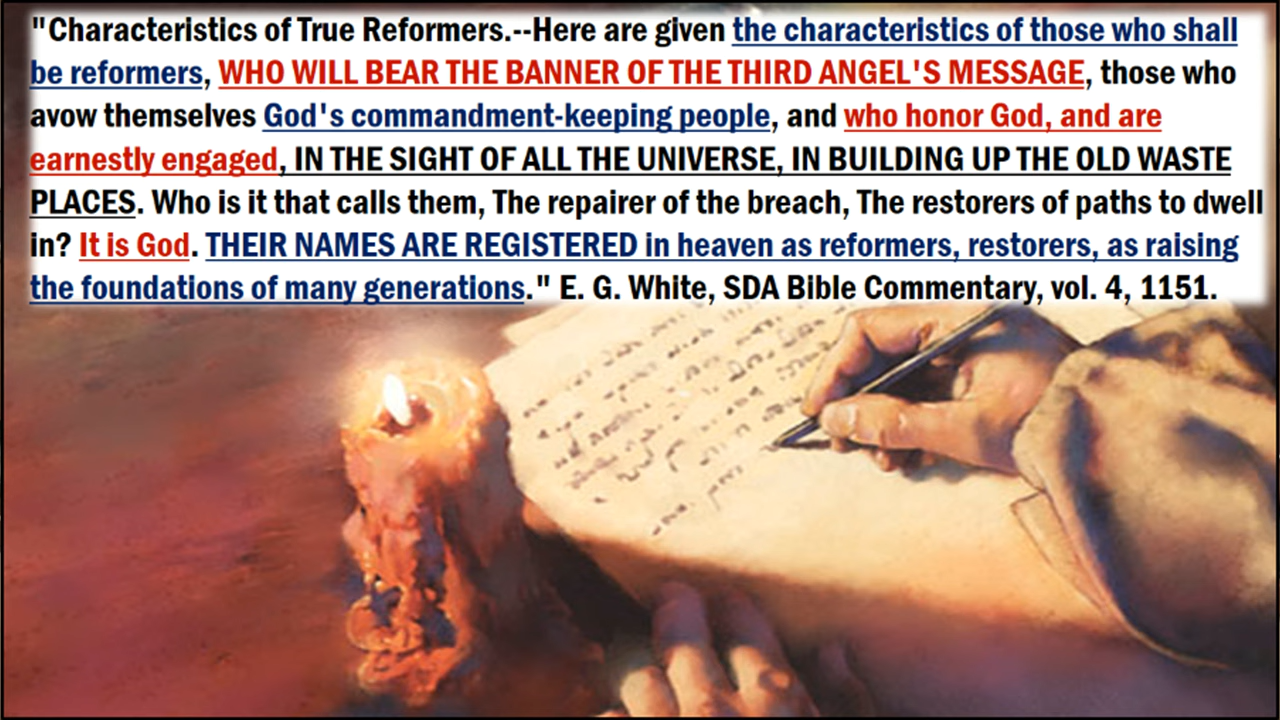 "Characteristics of True Reformers.--Here are given the characteristics of those who shall
be reformers, WHO WILL BEAR THE BANNER OF THE THIRD ANGEL'S MESSAGE, those who
avow themselves God's commandment-keeping people, and who honor God, and are
earnestly engaged, IN THE SIGHT OF ALL THE UNIVERSE, IN BUILDING UP THE OLD WASTE
PLACES. Who is it that calls them, The repairer of the breach, The restorers of paths to dwell
in? It is God. THEIR NAMES ARE REGISTERED in heaven as reformers, restorers, as raising
the foundations of many generations." E. G. White, SDA Bible Commentary, vol. 4, 1151.